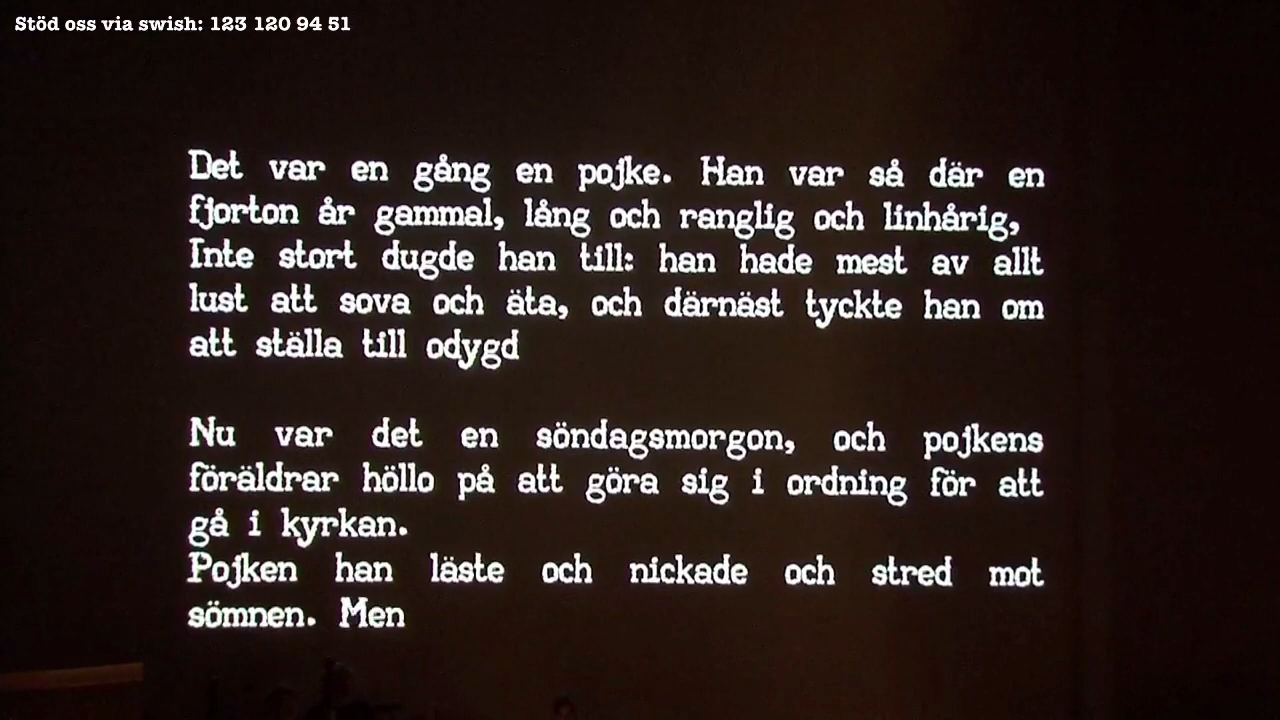 Stöd oss via swish: 123 120 94 51
Det var en gång en pojke. Han var så där en
fjorton år gammal, lång och ranglig och linhårig,
Inte stort dugde han till: han hade mest av allt
lust att sova och äta, och därnäst tyckte han om
att ställa till odygd
Nu var det en söndagsmorgon, och pojkens
föräldrar höllo på att göra sig i ordning för att
gå i kyrkan.
Pojken han läste och nickade och stred mot
sömnen. Men